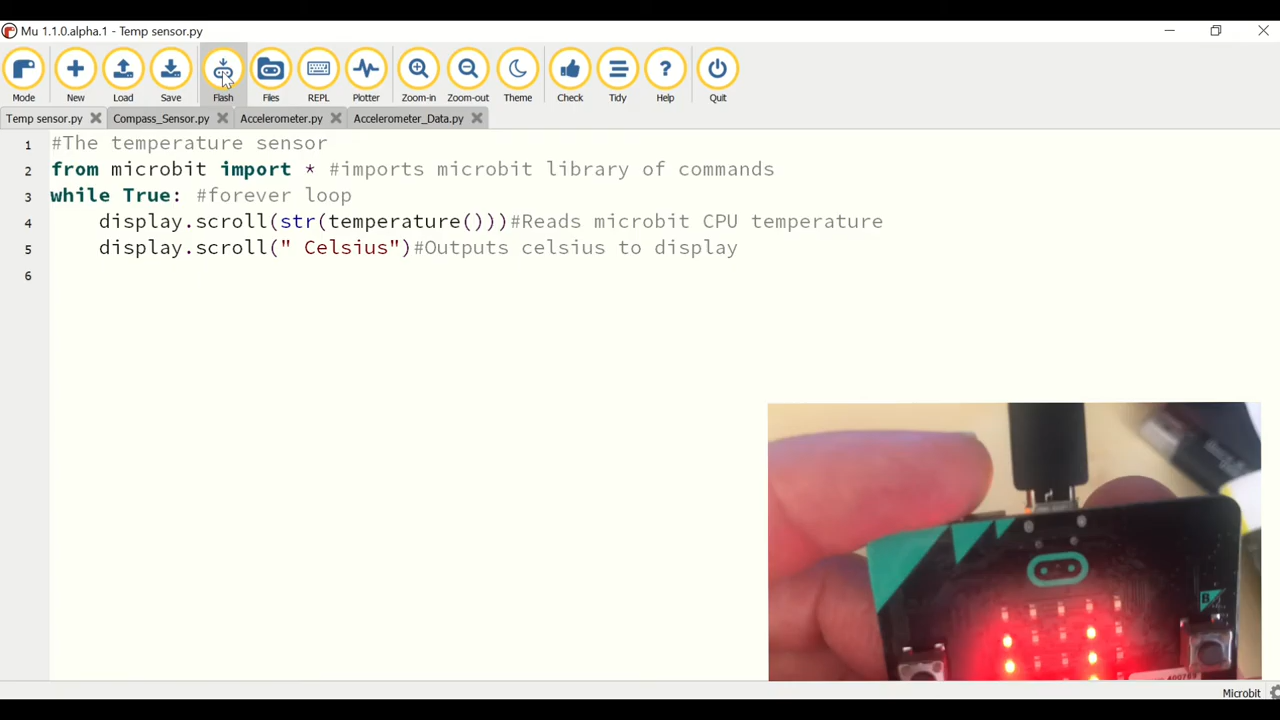 Mu 1.1.0.alpha.1 - Temp sensor.py
Mode New Load Save Flash Files REPL Plotter Zoom-in Zoom-out Theme Check Tidy Help Quit
Temp sensor.py Compass_Sensor.py Accelerometer.py Accelerometer_Data.py
1 #The temperature sensor
2 from microbit import * #imports microbit library of commands
3 while True: #forever loop
4 display.scroll(str(temperature()))#Reads microbit CPU temperature
5 display.scroll(" Celsius")#Outputs celsius to display
6
B
Microbit